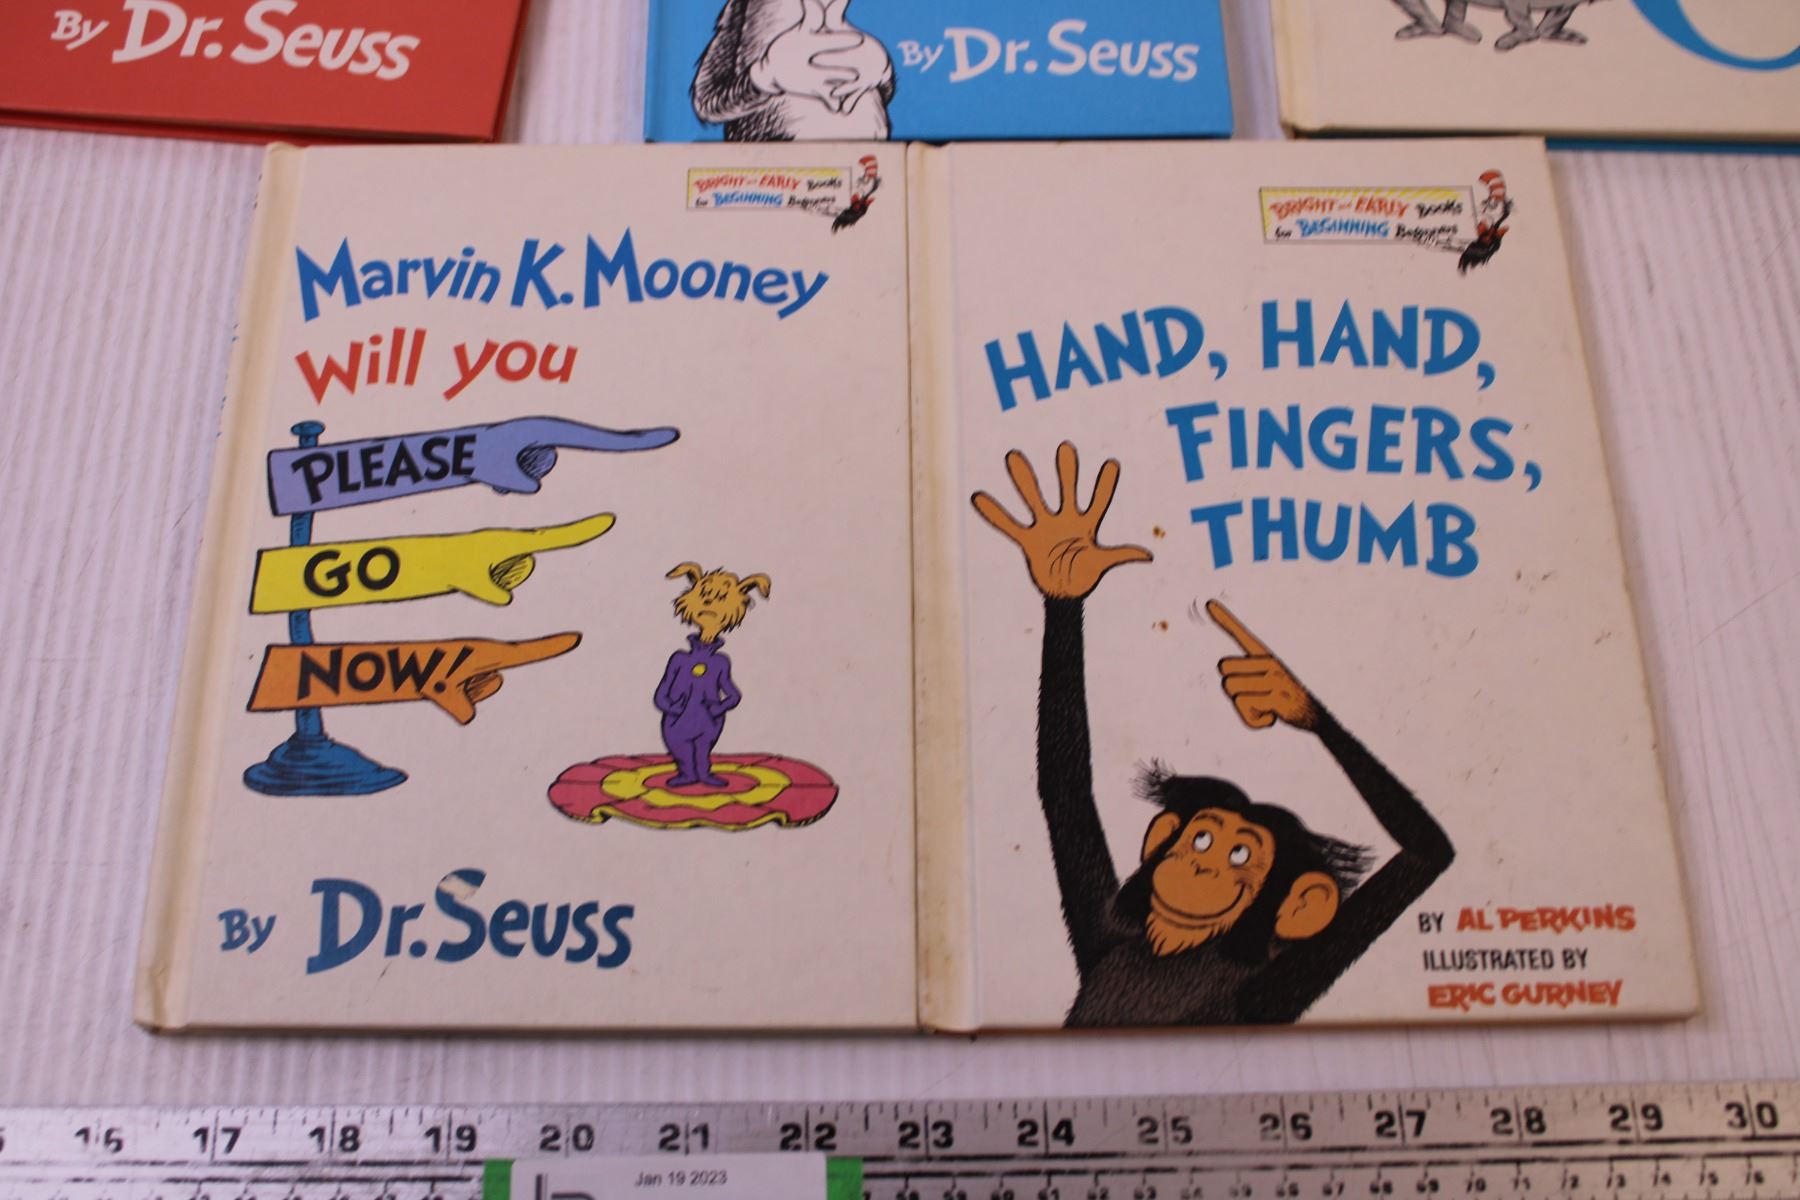 By Dr. Seuss
By Dr. Seuss
BRIGHT and EARLY Books
for BEGINNING Beginners
Marvin K. Mooney
Will you
PLEASE
GO
NOW!
By Dr. Seuss
BRIGHT and EARLY Books
for BEGINNING Beginners
HAND, HAND,
FINGERS,
THUMB
BY AL PERKINS
ILLUSTRATED BY
ERIC GURNEY
16 17 18 19 20 21 22 23 24 25 26 27 28 29 30
Jan 19 2023